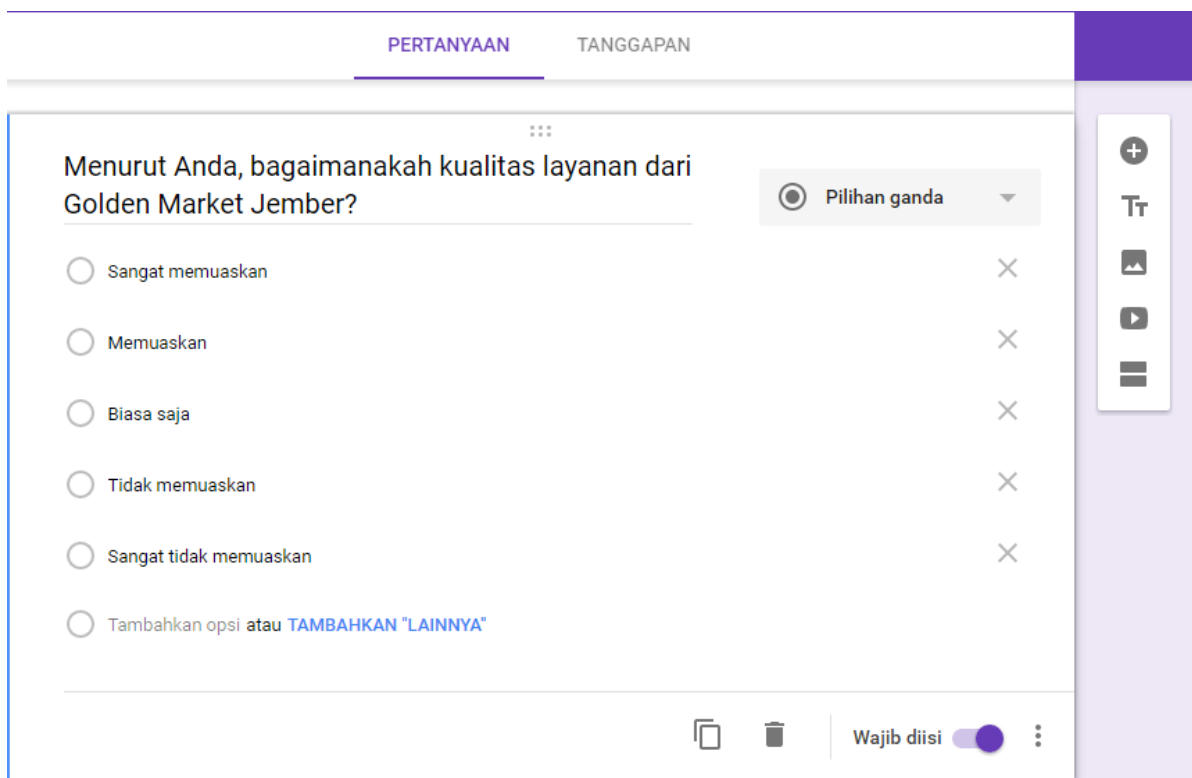 PERTANYAAN TANGGAPAN
Menurut Anda, bagaimanakah kualitas layanan dari
Golden Market Jember?
Pilihan ganda
Sangat memuaskan
Memuaskan
Biasa saja
Tidak memuaskan
Sangat tidak memuaskan
Tambahkan opsi atau TAMBAHKAN "LAINNYA"
Wajib diisi